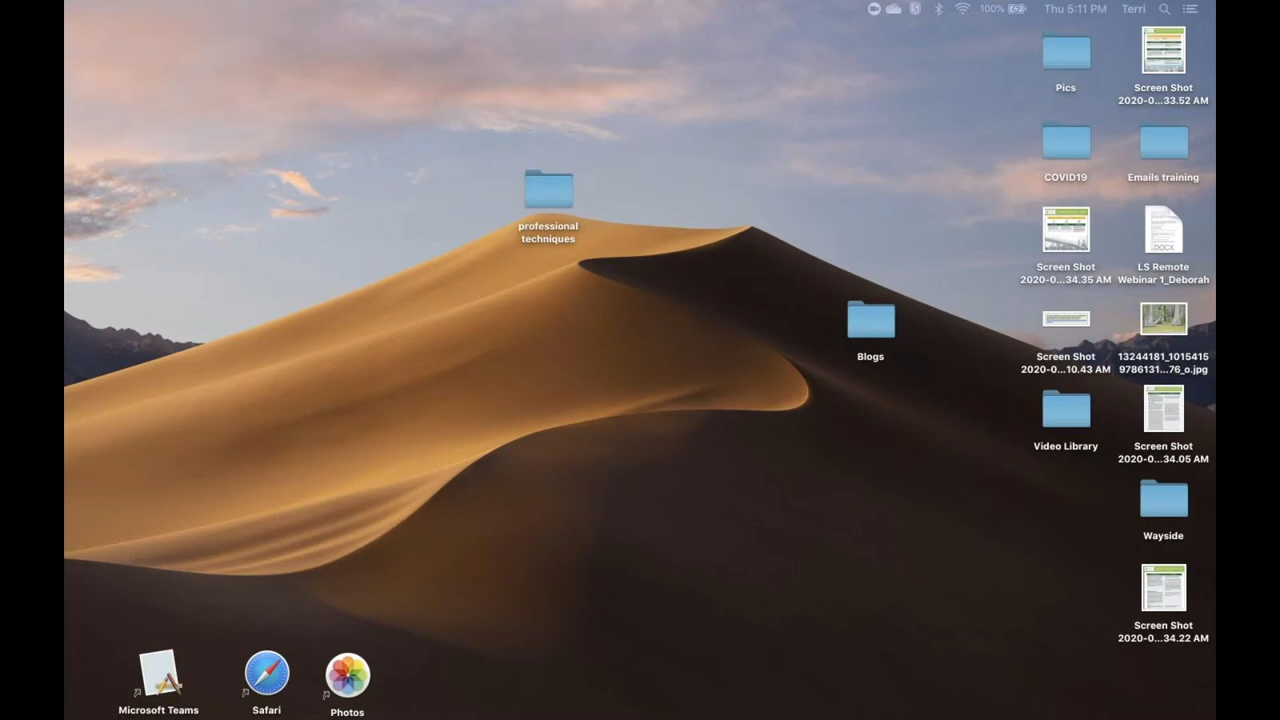 100%
Thu 5:11 PM
Terri
Pics
Screen Shot
2020-0...33.52 AM
COVID19
Emails training
professional
techniques
Screen Shot
2020-0...34.35 AM
DOCX
LS Remote
Webinar 1_Deborah
Blogs
Screen Shot
2020-0...10.43 AM
13244181_1015415
9786131...76_o.jpg
Video Library
Screen Shot
2020-0...34.05 AM
Wayside
Screen Shot
2020-0...34.22 AM
Microsoft Teams
Safari
Photos